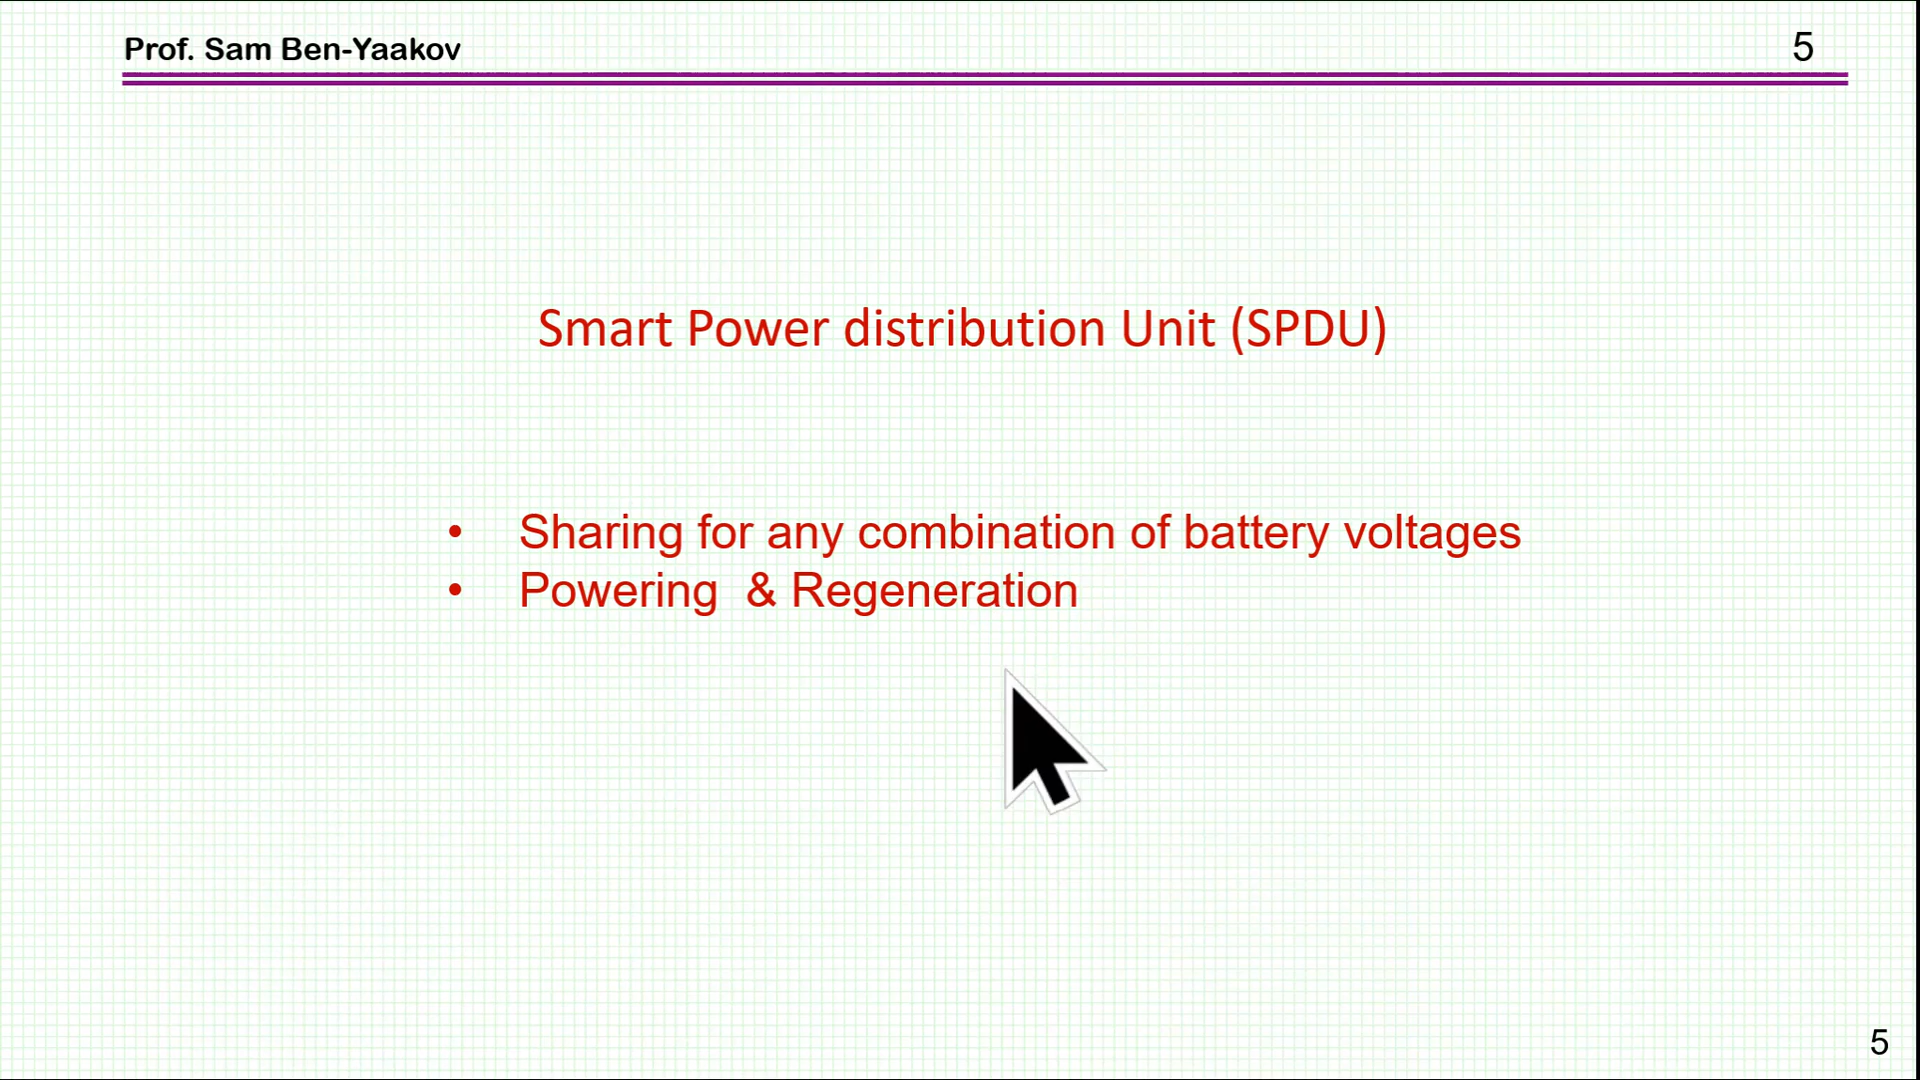 Prof. Sam Ben-Yaakov
5
Smart Power distribution Unit (SPDU)
• Sharing for any combination of battery voltages
• Powering & Regeneration
5